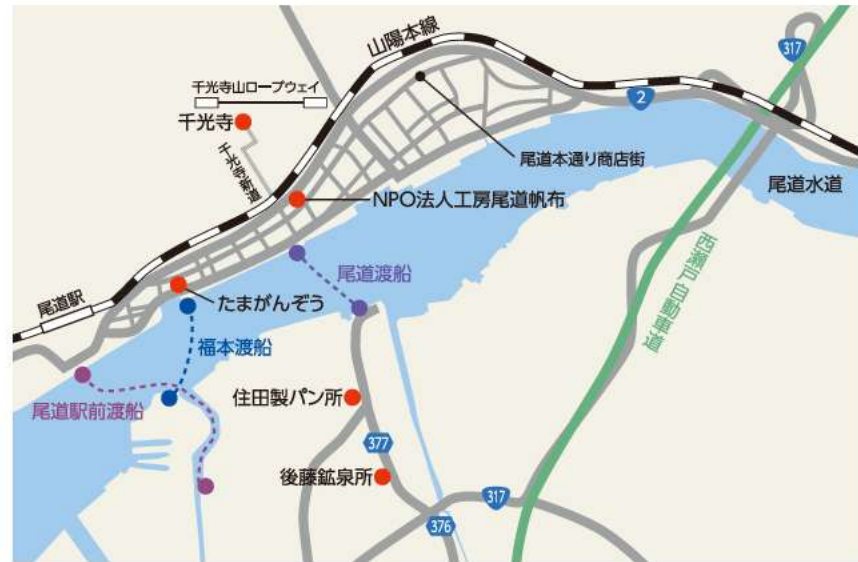 山陽本線
317
千光寺山ロープウェイ
千光寺
2
千光寺新道
尾道本通り商店街
尾道水道
NPO法人工房尾道帆布
西瀬戸自動車道
尾道渡船
尾道駅
たまがんぞう
福本渡船
尾道駅前渡船
住田製パン所
377
後藤鉱泉所
317
376